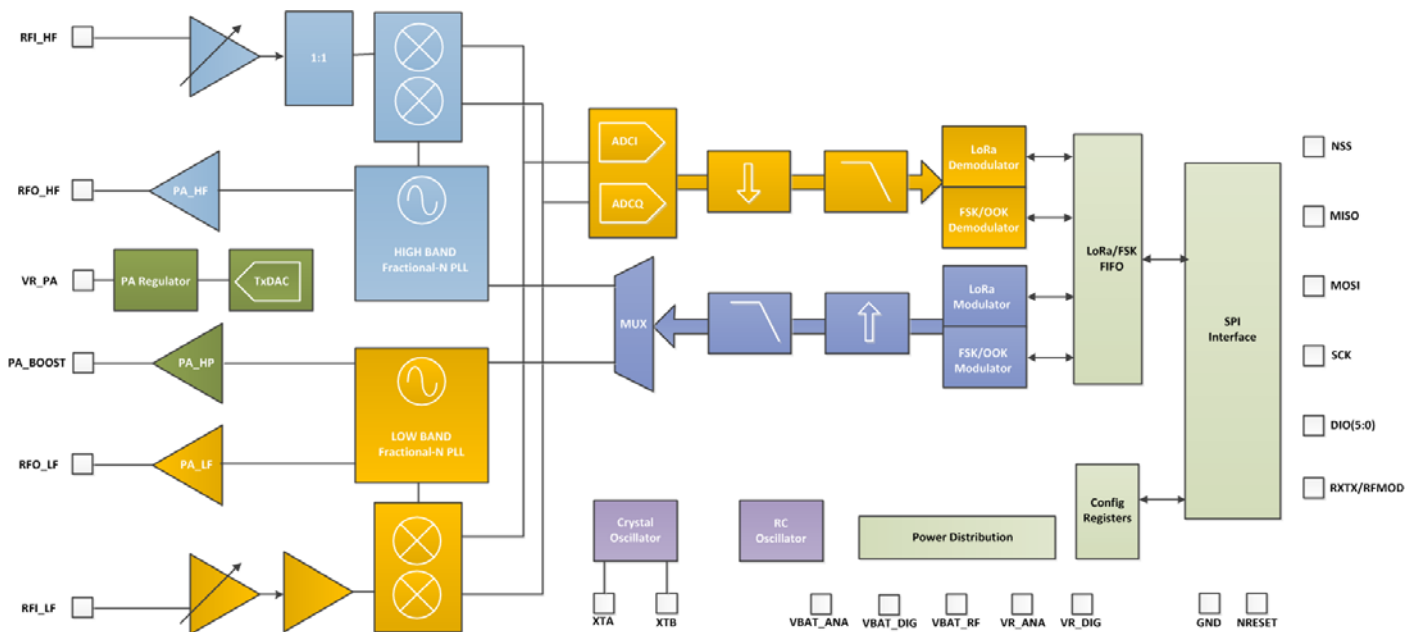 RFI_HF
1:1
ADCI
ADCQ
LoRa
Demodulator
FSK/OOK
Demodulator
NSS
RFO_HF
PA_HF
MISO
HIGH BAND
Fractional-N PLL
LoRa/FSK
FIFO
VR_PA
PA Regulator
TxDAC
MUX
LoRa
Modulator
FSK/OOK
Modulator
SPI
Interface
MOSI
PA_BOOST
PA_HP
SCK
LOW BAND
Fractional-N PLL
DIO(5:0)
RFO_LF
PA_LF
RXTX/RFMOD
Crystal
Oscillator
RC
Oscillator
Power Distribution
Config
Registers
RFI_LF
XTA
XTB
VBAT_ANA
VBAT_DIG
VBAT_RF
VR_ANA
VR_DIG
GND
NRESET